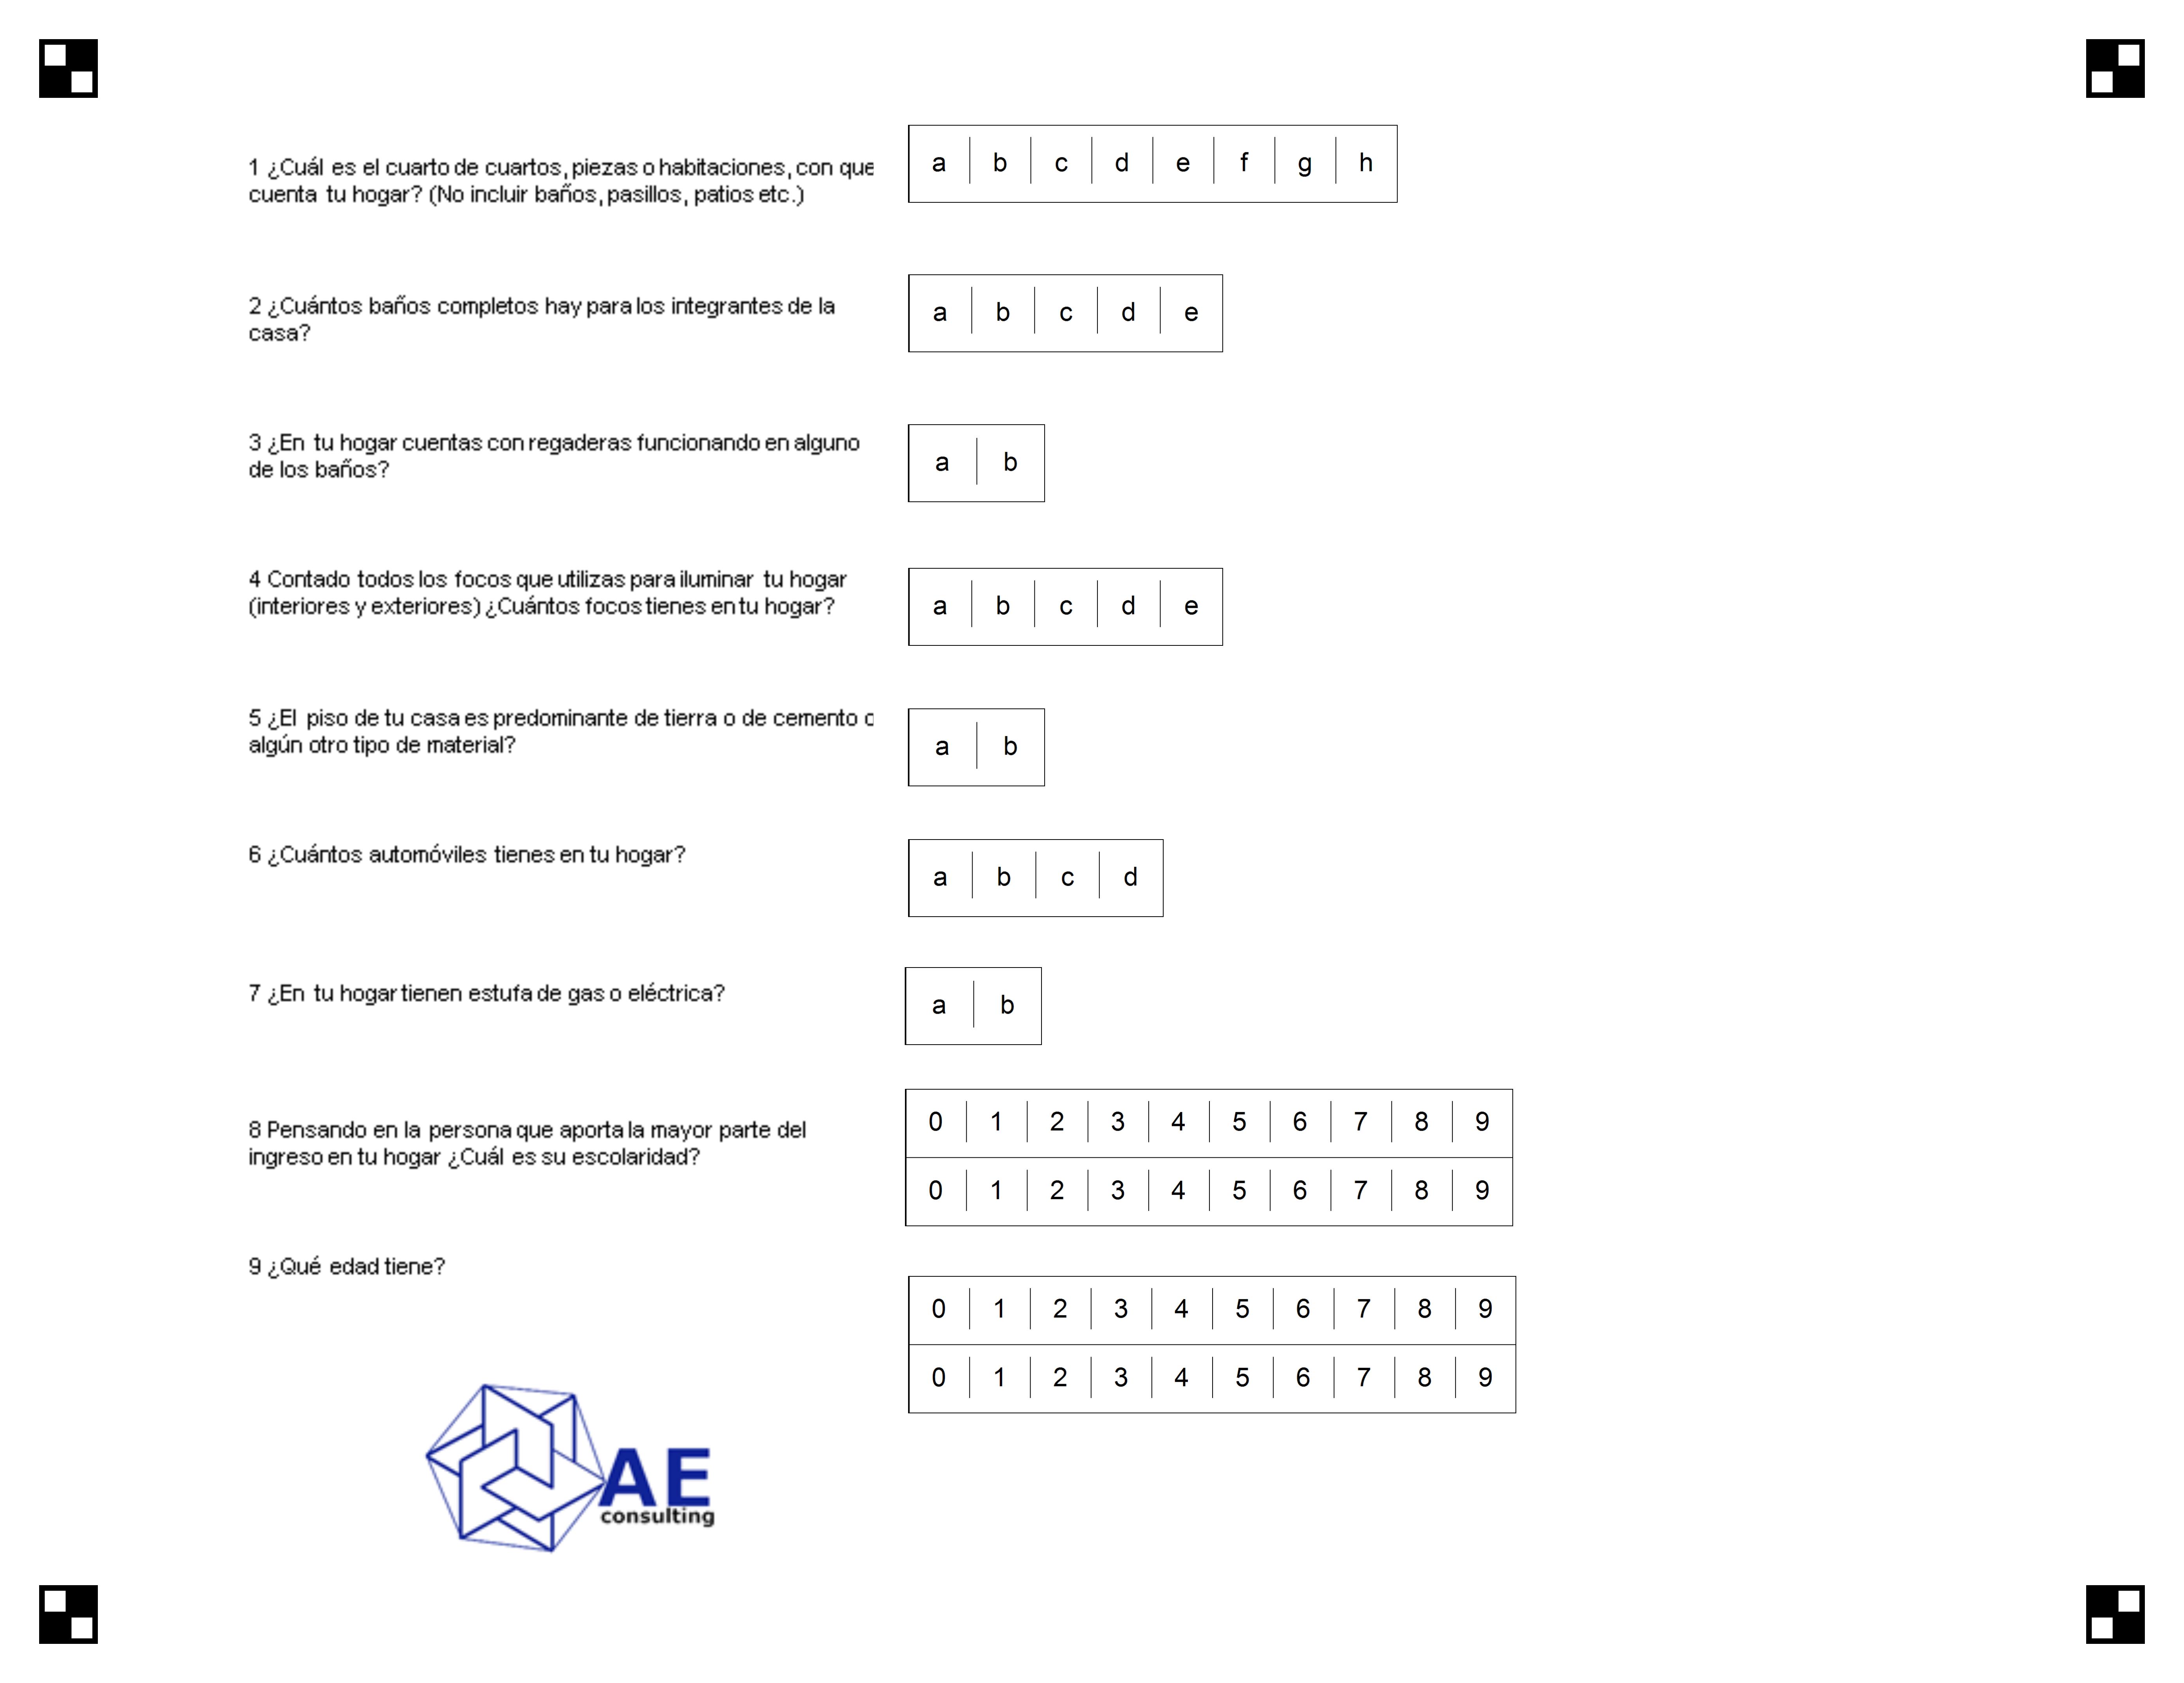 1 ¿Cuál es el cuarto de cuartos, piezas o habitaciones, con que
cuenta tu hogar? (No incluir baños, pasillos, patios etc.)
a b c d e f g h
2 ¿Cuántos baños completos hay para los integrantes de la
casa?
a b c d e
3 ¿En tu hogar cuentas con regaderas funcionando en alguno
de los baños?
a b
4 Contado todos los focos que utilizas para iluminar tu hogar
(interiores y exteriores) ¿Cuántos focos tienes en tu hogar?
a b c d e
5 ¿El piso de tu casa es predominante de tierra o de cemento o
algún otro tipo de material?
a b
6 ¿Cuántos automóviles tienes en tu hogar?
a b c d
7 ¿En tu hogar tienen estufa de gas o eléctrica?
a b
8 Pensando en la persona que aporta la mayor parte del
ingreso en tu hogar ¿Cuál es su escolaridad?
0 1 2 3 4 5 6 7 8 9
0 1 2 3 4 5 6 7 8 9
9 ¿Qué edad tiene?
0 1 2 3 4 5 6 7 8 9
0 1 2 3 4 5 6 7 8 9
AE
consulting